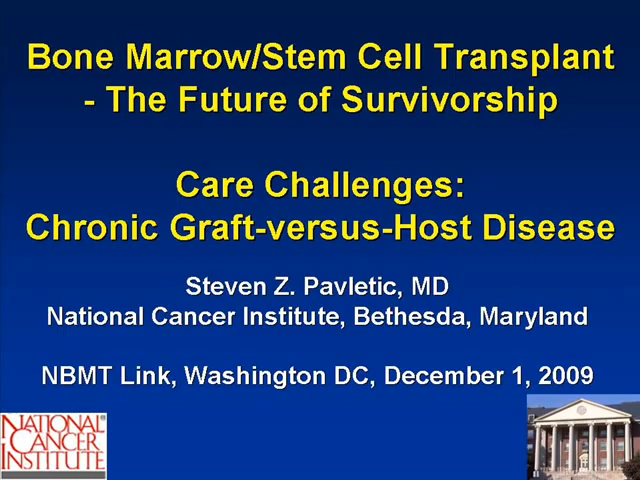 Bone Marrow/Stem Cell Transplant
- The Future of Survivorship
Care Challenges:
Chronic Graft-versus-Host Disease
Steven Z. Pavletic, MD
National Cancer Institute, Bethesda, Maryland
NBMT Link, Washington DC, December 1, 2009
NATIONAL®
CANCER
INSTITUTE